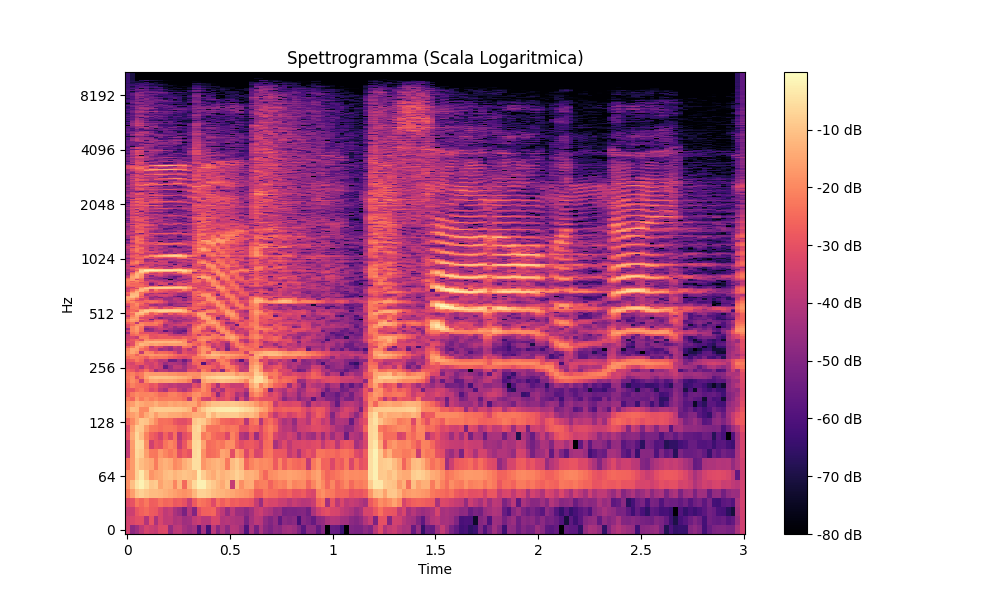 Spettrogramma (Scala Logaritmica)
Hz
8192
4096
2048
1024
512
256
128
64
0
0
0.5
1
1.5
2
2.5
3
Time
-10 dB
-20 dB
-30 dB
-40 dB
-50 dB
-60 dB
-70 dB
-80 dB